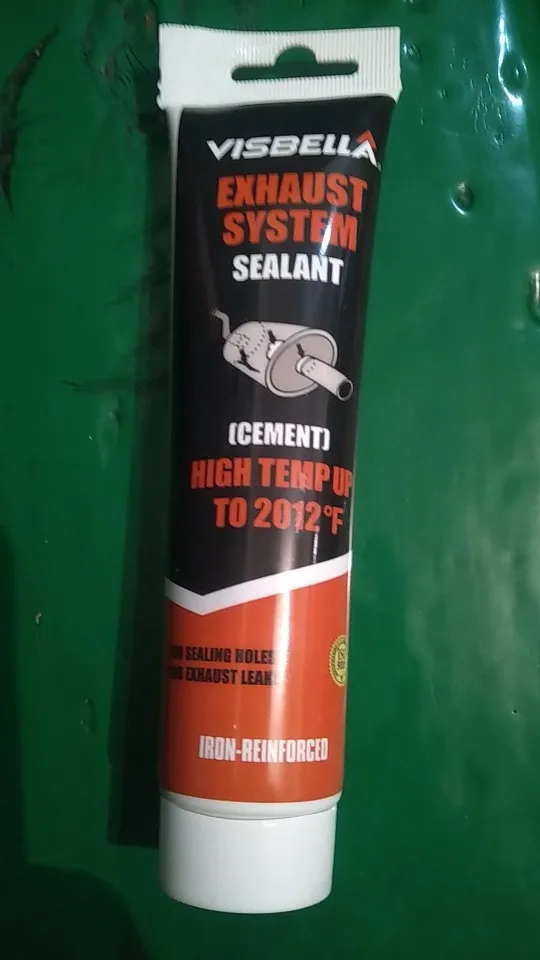 VISBELLA
EXHAUST
SYSTEM
SEALANT
(CEMENT)
HIGH TEMP UP
TO 2012°F
SEALING HOLES
EXHAUST LEAK
IRON-REINFORCED